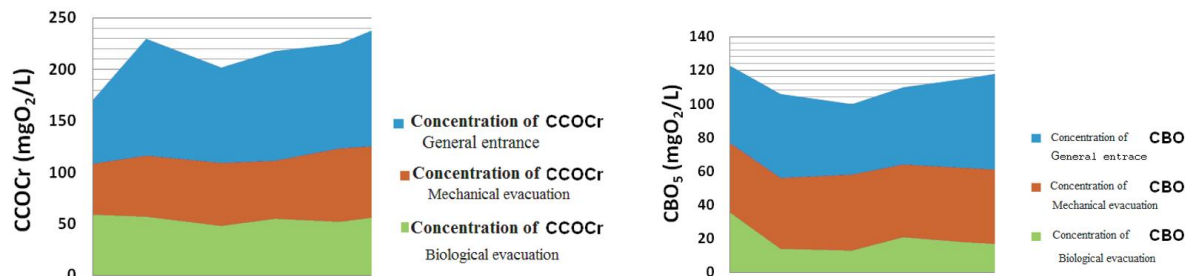 250
200
150
100
50
0
CCOCr (mgO₂/L)
Concentration of CCOCr
General entrance
Concentration of CCOCr
Mechanical evacuation
Concentration of CCOCr
Biological evacuation
140
120
100
80
60
40
20
0
CBO₅ (mgO₂/L)
Concentration of CBO
General entrace
Concentration of CBO
Mechanical evacuation
Concentration of CBO
Biological evacuation